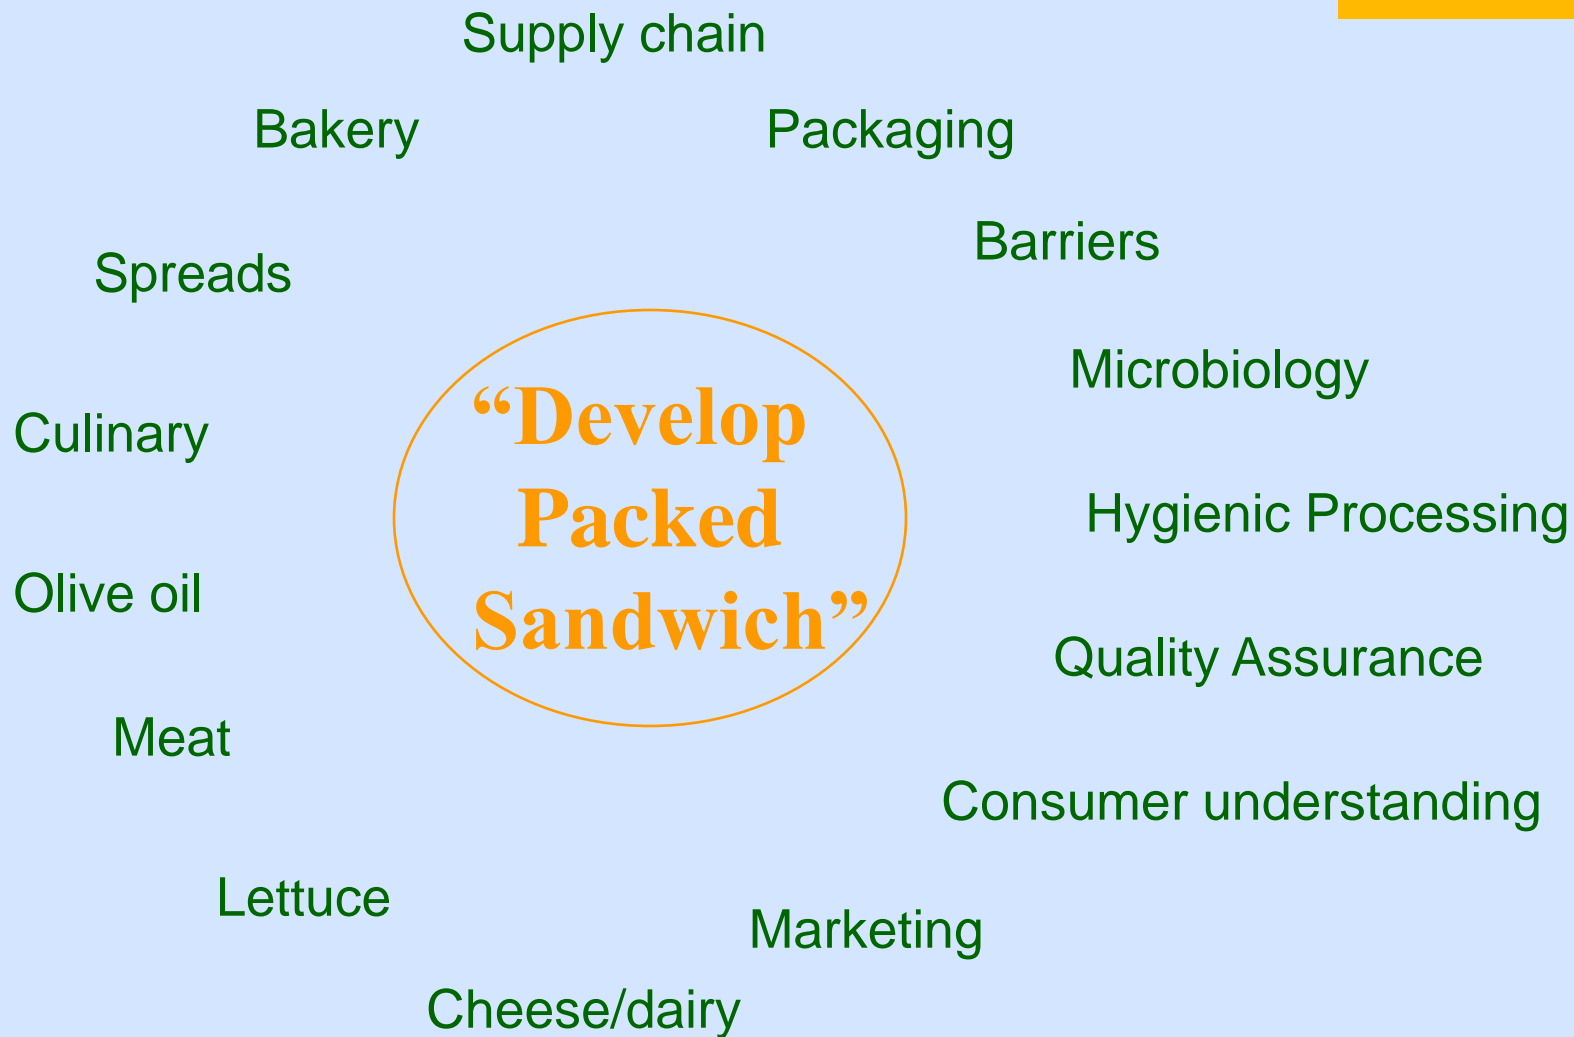 Supply chain
Bakery
Packaging
Barriers
Spreads
Microbiology
“Develop
Packed
Sandwich”
Culinary
Hygienic Processing
Olive oil
Quality Assurance
Meat
Consumer understanding
Lettuce
Marketing
Cheese/dairy